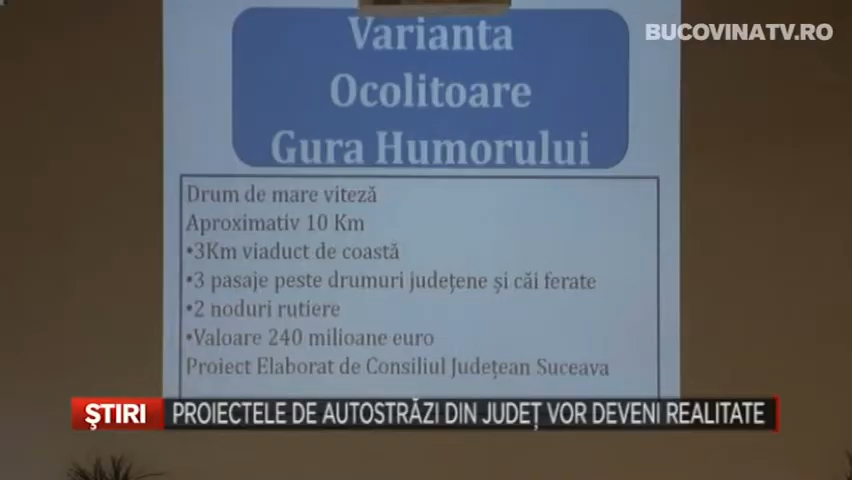 BUCOVINATV.RO
Varianta
Ocolitoare
Gura Humorului
Drum de mare viteză
Aproximativ 10 Km
•3Km viaduct de coastă
•3 pasaje peste drumuri județene și căi ferate
•2 noduri rutiere
•Valoare 240 milioane euro
Proiect Elaborat de Consiliul Județean Suceava
ŞTIRI PROIECTELE DE AUTOSTRĂZI DIN JUDEȚ VOR DEVENI REALITATE